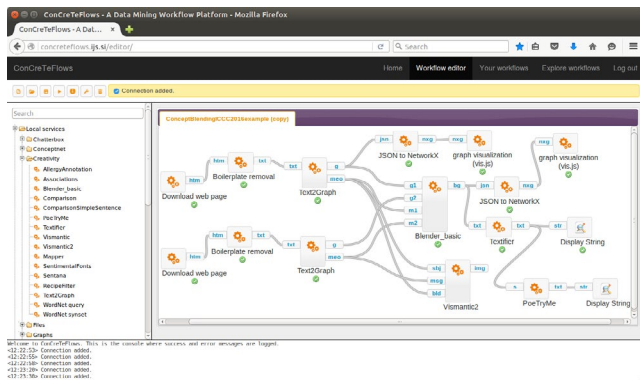 ConCreTeFlows - A Data Mining Workflow Platform - Mozilla Firefox
ConCreTeFlows - A Dat...
concreteflows.ijs.si/editor/
Search
ConCreTeFlows
Home Workflow editor Your workflows Explore workflows Log out
Connection added.
Search
Local services
Chatterbox
Conceptnet
Creativity
AllergyAnnotation
Associations
Blender_basic
Comparison
ComparisonSimpleSentence
PoeTryMe
Textifier
Vismantic
Vismantic2
Mapper
SentimentalFonts
Sentana
RecipeHitter
Text2Graph
WordNet query
WordNet synset
Files
Graphs
ConceptBlendingICCC2016example (copy)
htm
Download web page
htm txt
Boilerplate removal
txt g meo
Text2Graph
jsn nxg
JSON to NetworkX
nxg
graph visualization
(vis.js)
nxg
graph visualization
(vis.js)
g1 g2 m1 m2 bg
Blender_basic
jsn nxg
JSON to NetworkX
txt txt
Textifier
str
Display String
htm
Download web page
htm txt
Boilerplate removal
txt g meo
Text2Graph
bld img
Vismantic2
s txt
PoeTryMe
str
Display String
Welcome to ConCreTeFlows. This is the console where success and error messages are logged.
<12:22:53> Connection added.
<12:22:55> Connection added.
<12:22:58> Connection added.
<12:23:20> Connection added.
<12:23:30> Connection added.